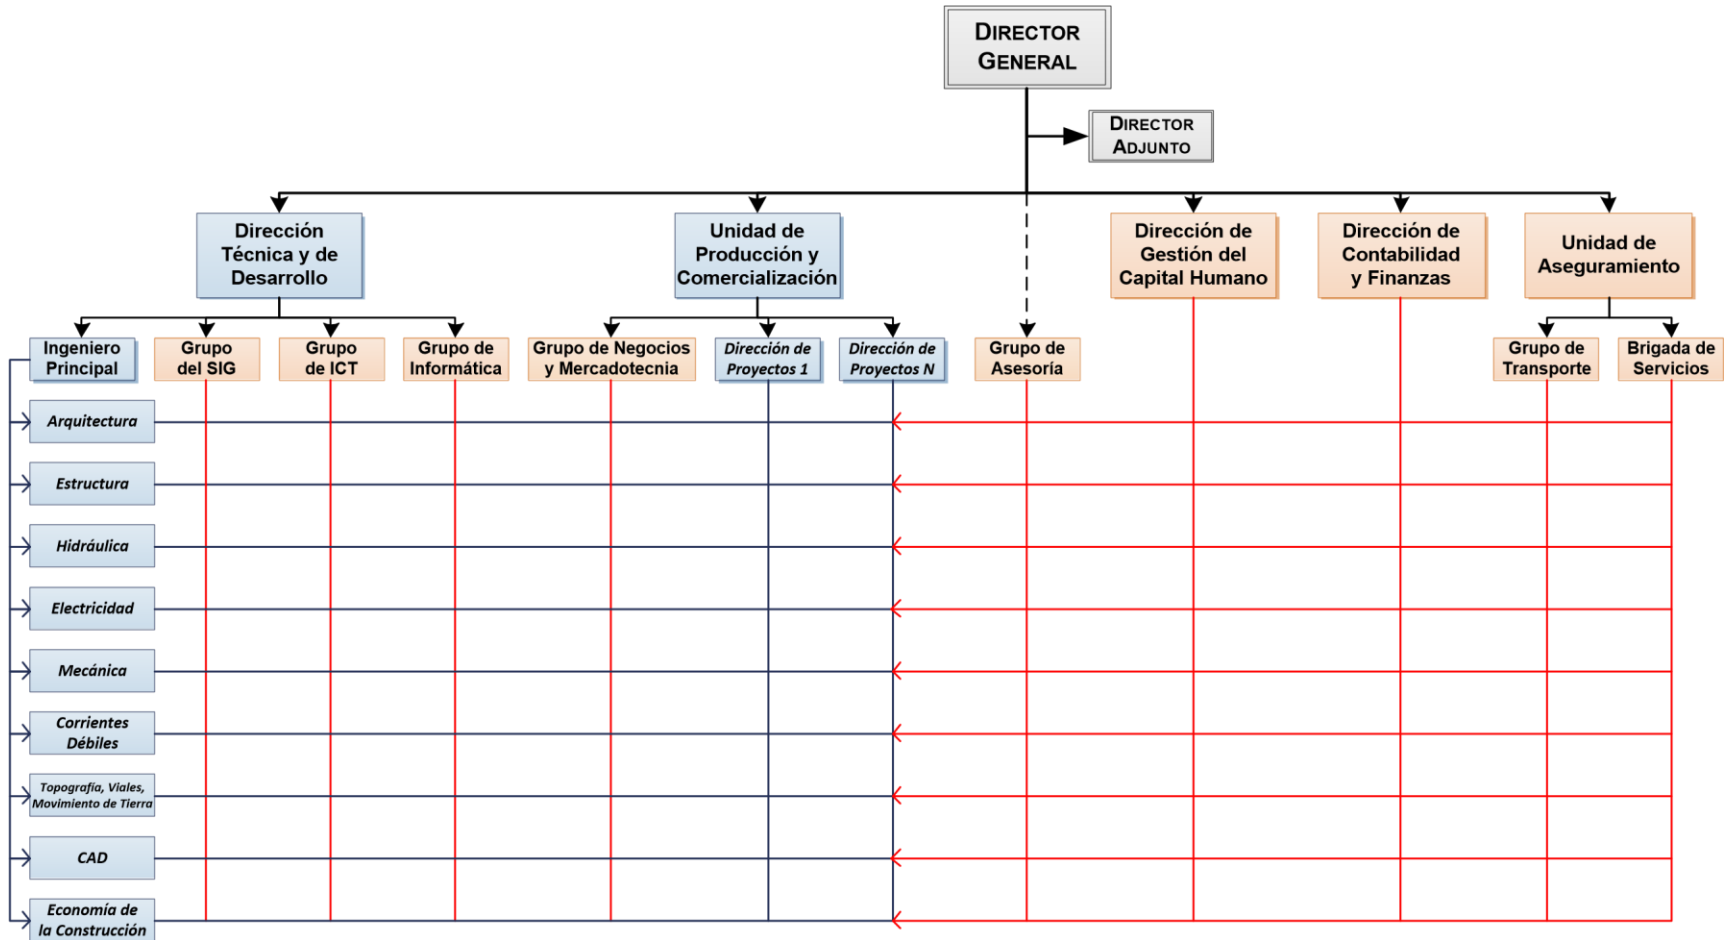 DIRECTOR
GENERAL
DIRECTOR
ADJUNTO
Dirección
Técnica y de
Desarrollo
Unidad de
Producción y
Comercialización
Dirección de
Gestión del
Capital Humano
Dirección de
Contabilidad
y Finanzas
Unidad de
Aseguramiento
Ingeniero
Principal
Grupo
del SIG
Grupo
de ICT
Grupo de
Informática
Grupo de Negocios
y Mercadotecnia
Dirección de
Proyectos 1
Dirección de
Proyectos N
Grupo de
Asesoría
Grupo de
Transporte
Brigada de
Servicios
Arquitectura
Estructura
Hidráulica
Electricidad
Mecánica
Corrientes
Débiles
Topografía, Viales,
Movimiento de Tierra
CAD
Economía de
la Construcción